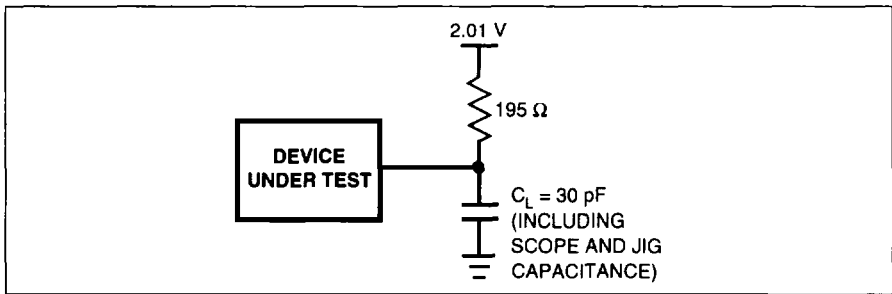 2.01 V
195 Ω
DEVICE
UNDER TEST
C_L = 30 pF
(INCLUDING
SCOPE AND JIG
CAPACITANCE)